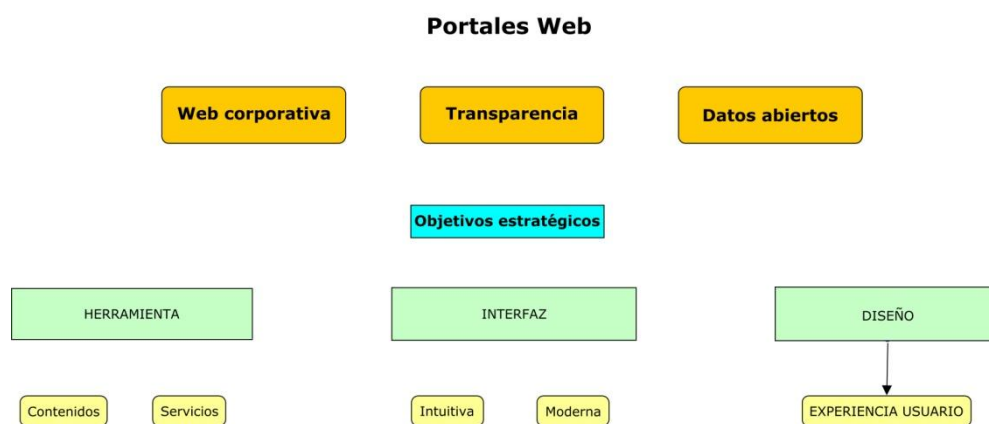 Portales Web
Web corporativa
Transparencia
Datos abiertos
Objetivos estratégicos
HERRAMIENTA
INTERFAZ
DISEÑO
Contenidos
Servicios
Intuitiva
Moderna
EXPERIENCIA USUARIO